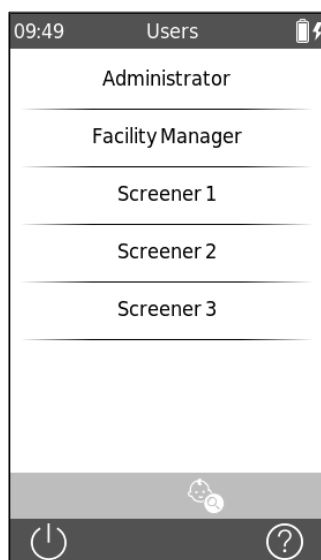 09:49 Users
Administrator
Facility Manager
Screener 1
Screener 2
Screener 3
?